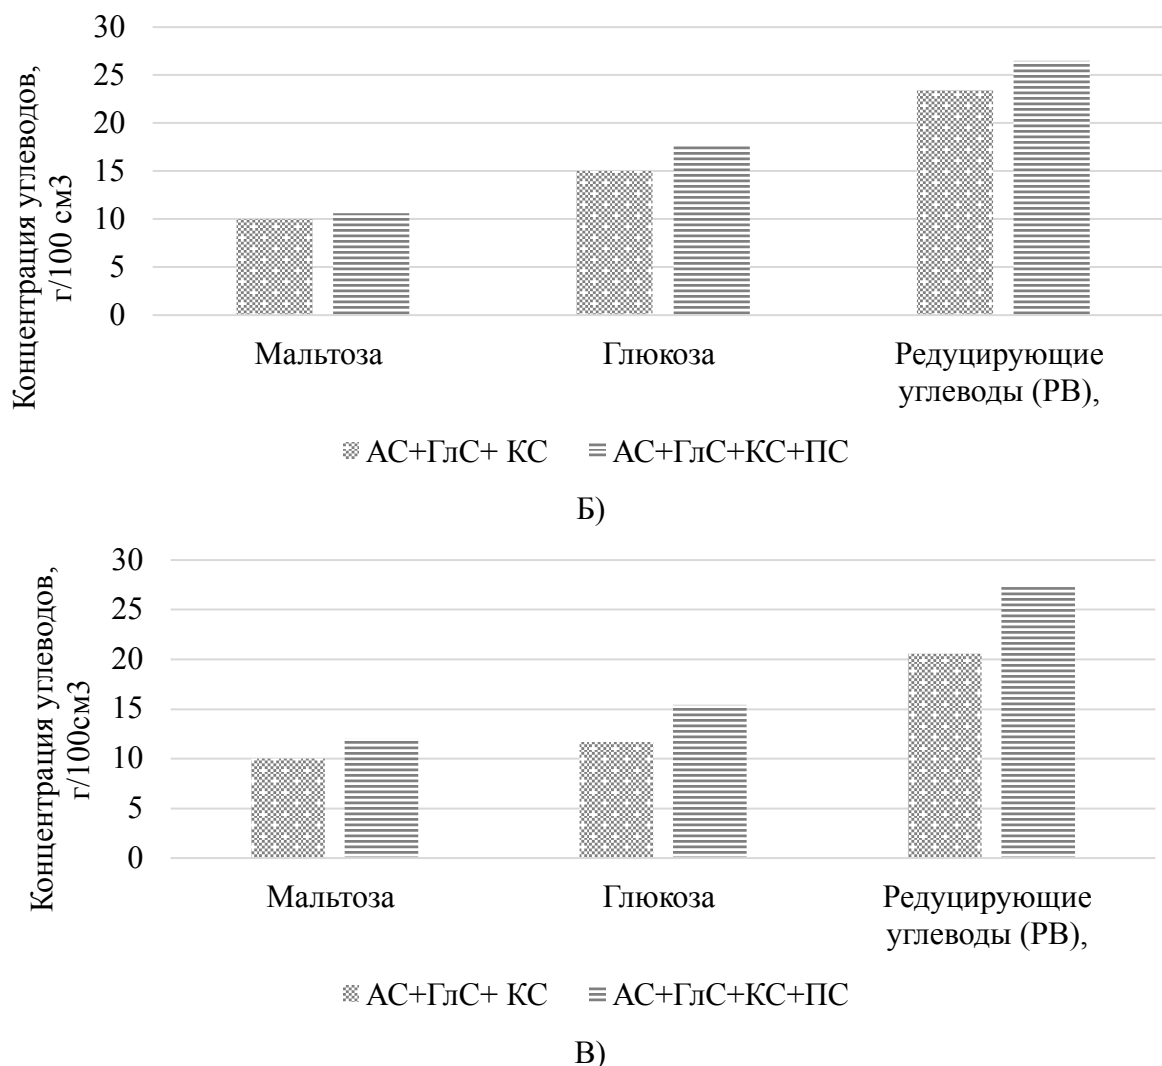 Концентрация углеводов,
г/100 см3
30
25
20
15
10
5
0
Мальтоза
Глюкоза
Редуцирующие
углеводы (РВ),
АС+ГлС+ КС
АС+ГлС+КС+ПС
Б)
Концентрация углеводов,
г/100см3
30
25
20
15
10
5
0
Мальтоза
Глюкоза
Редуцирующие
углеводы (РВ),
АС+ГлС+ КС
АС+ГлС+КС+ПС
В)